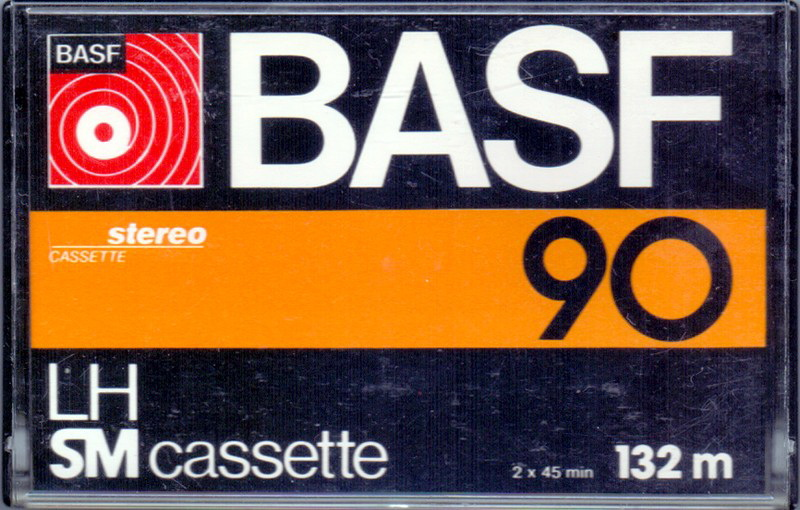 BASF
BASF
stereo
CASSETTE
90
LH
SM cassette
2 x 45 min 132 m